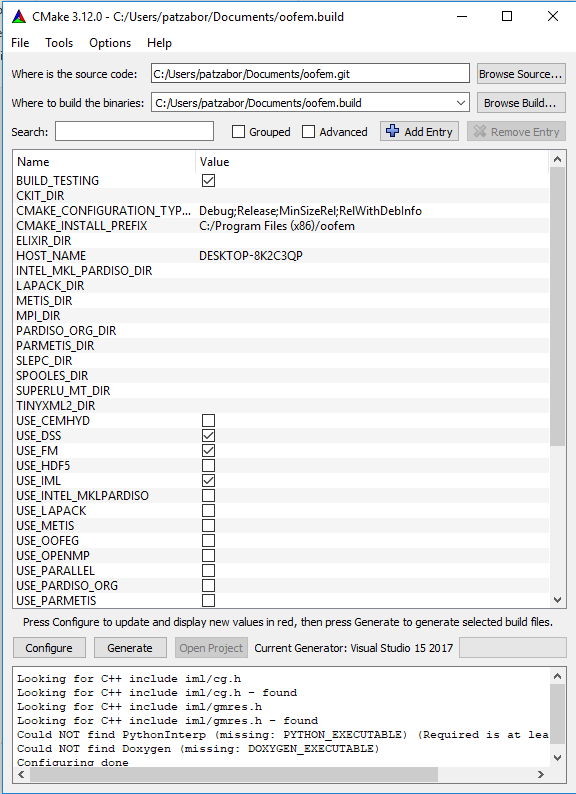 CMake 3.12.0 - C:/Users/patzabor/Documents/oofem.build
File Tools Options Help
Where is the source code: C:/Users/patzabor/Documents/oofem.git Browse Source...
Where to build the binaries: C:/Users/patzabor/Documents/oofem.build Browse Build...
Search: Grouped Advanced Add Entry Remove Entry
Name Value
BUILD_TESTING
CKIT_DIR
CMAKE_CONFIGURATION_TYP... Debug;Release;MinSizeRel;RelWithDebInfo
CMAKE_INSTALL_PREFIX C:/Program Files (x86)/oofem
ELIXIR_DIR
HOST_NAME DESKTOP-8K2C3QP
INTEL_MKL_PARDISO_DIR
LAPACK_DIR
METIS_DIR
MPI_DIR
PARDISO_ORG_DIR
PARMETIS_DIR
SLEPC_DIR
SPOOLES_DIR
SUPERLU_MT_DIR
TINYXML2_DIR
USE_CEMHYD
USE_DSS
USE_FM
USE_HDF5
USE_IML
USE_INTEL_MKLPARDISO
USE_LAPACK
USE_METIS
USE_OOFEG
USE_OPENMP
USE_PARALLEL
USE_PARDISO_ORG
USE_PARMETIS
Press Configure to update and display new values in red, then press Generate to generate selected build files.
Configure Generate Open Project Current Generator: Visual Studio 15 2017
Looking for C++ include iml/cg.h
Looking for C++ include iml/cg.h - found
Looking for C++ include iml/gmres.h
Looking for C++ include iml/gmres.h - found
Could NOT find PythonInterp (missing: PYTHON_EXECUTABLE) (Required is at lea
Could NOT find Doxygen (missing: DOXYGEN_EXECUTABLE)
Configuring done